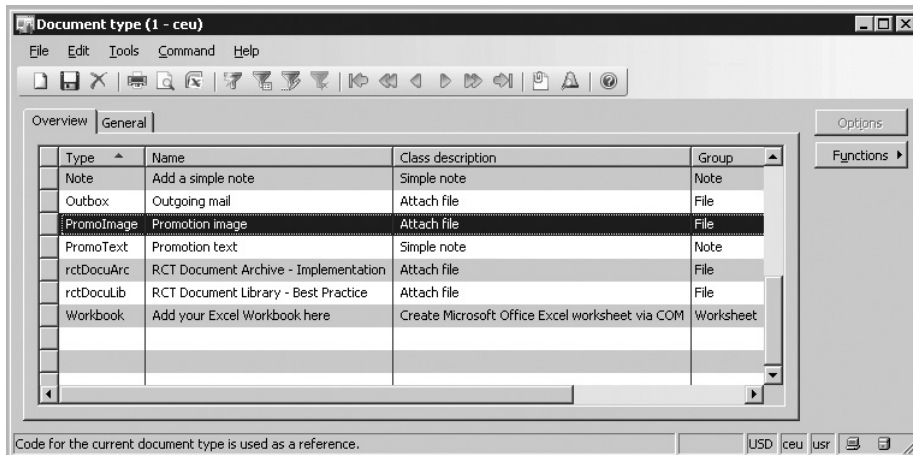 Document type (1 - ceu)
File Edit Tools Command Help
Overview General
Options
Functions
Type Name Class description Group
Note Add a simple note Simple note Note
Outbox Outgoing mail Attach file File
PromoImage Promotion image Attach file File
PromoText Promotion text Simple note Note
rctDocuArc RCT Document Archive - Implementation Attach file File
rctDocuLib RCT Document Library - Best Practice Attach file File
Workbook Add your Excel Workbook here Create Microsoft Office Excel worksheet via COM Worksheet
Code for the current document type is used as a reference. USD ceu usr